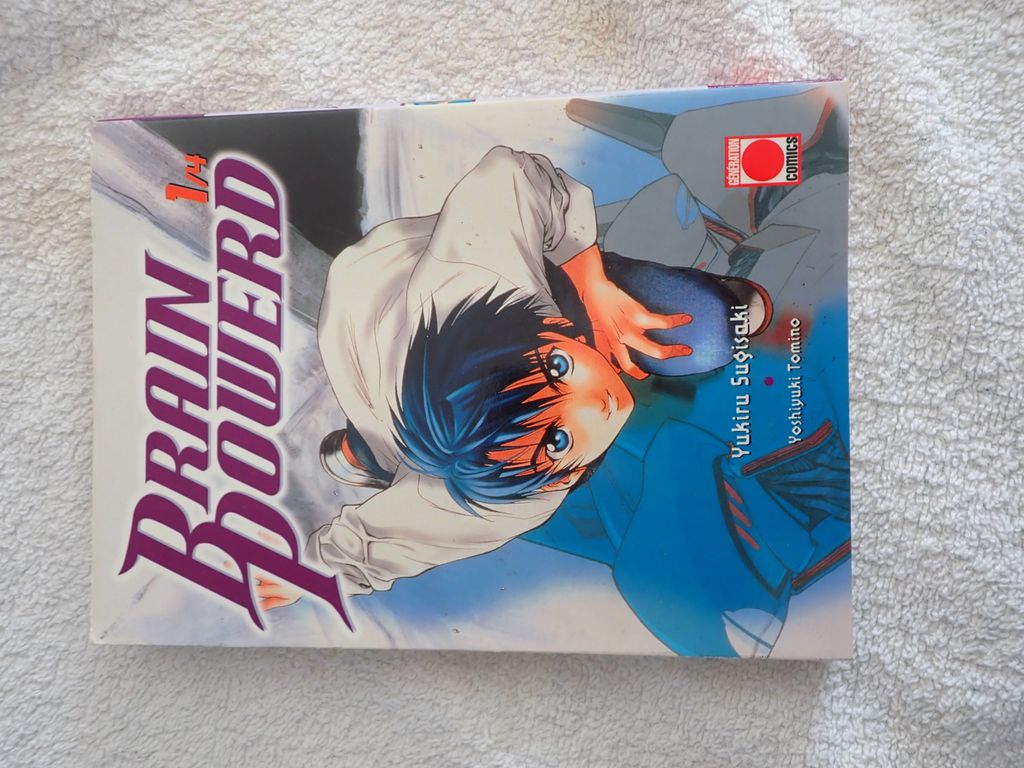 1/4
BRAIN
POWERD
Yukiru Sugisaki
•
Yoshiyuki Tomino
GÉNÉRATION
COMICS